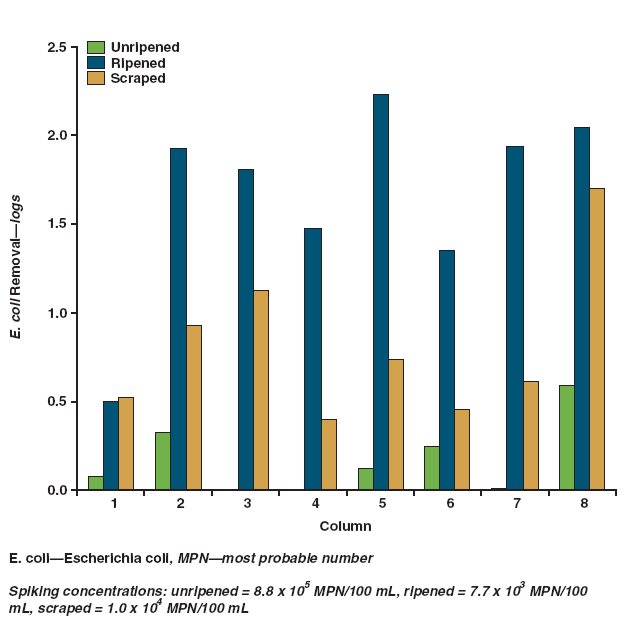 2.5
Unripened
Ripened
Scraped
2.0
1.5
1.0
0.5
0.0
E. coli Removal—logs
1 2 3 4 5 6 7 8
Column
E. coli—Escherichia coli, MPN—most probable number
Spiking concentrations: unripened = 8.8 x 10⁵ MPN/100 mL, ripened = 7.7 x 10³ MPN/100
mL, scraped = 1.0 x 10⁴ MPN/100 mL